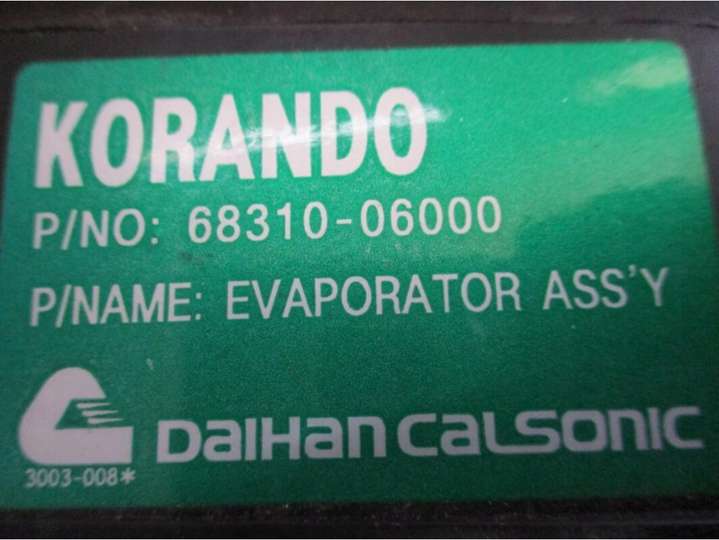 KORANDO
P/NO: 68310-06000
P/NAME: EVAPORATOR ASS'Y
DAIHAN CALSONIC
3003-008*